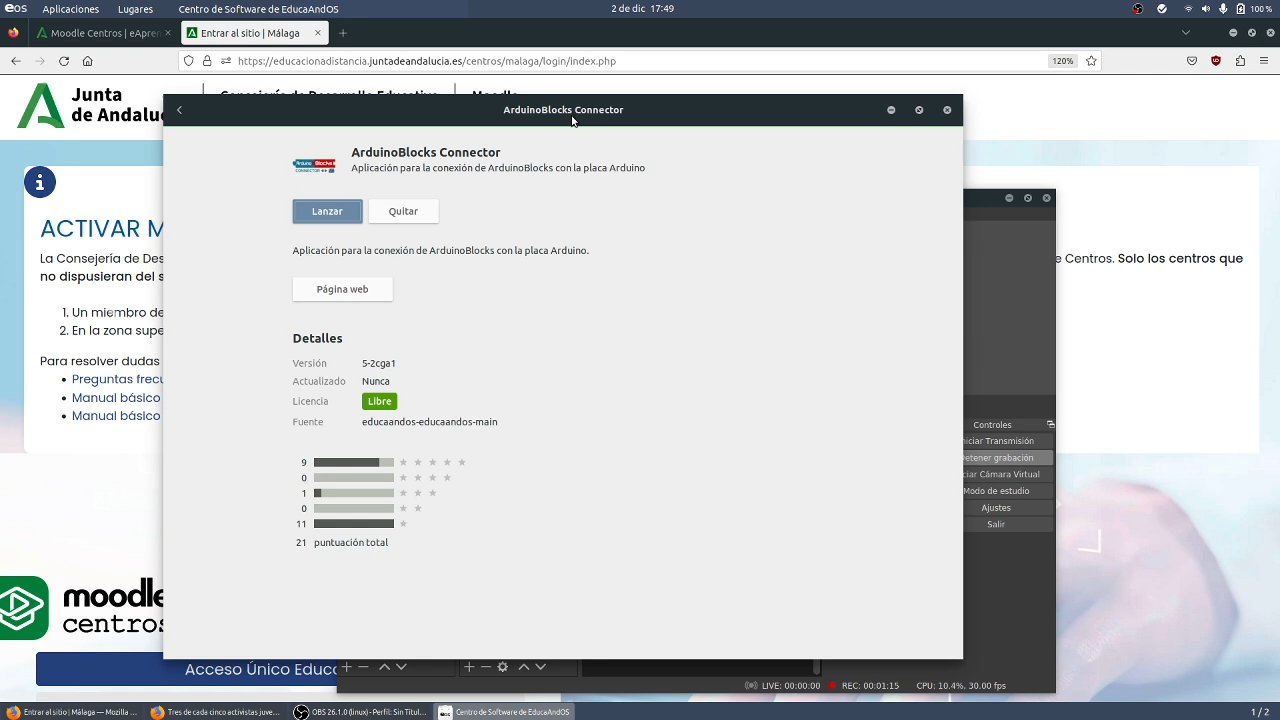 Aplicaciones Lugares Centro de Software de EducaAndOS 2 de dic 17:49 100 %
Moodle Centros | eApren Entrar al sitio | Málaga
https://educacionadistancia.juntadeandalucia.es/centros/malaga/login/index.php 120%
Junta
de Andaluc
ArduinoBlocks Connector
ArduinoBlocks Connector
Aplicación para la conexión de ArduinoBlocks con la placa Arduino
Lanzar Quitar
Aplicación para la conexión de ArduinoBlocks con la placa Arduino.
Página web
Detalles
Versión 5-2cga1
Actualizado Nunca
Licencia Libre
Fuente educaandos-educaandos-main
9
0
1
0
11
21 puntuación total
ACTIVAR M
La Consejería de Des e Centros. Solo los centros que
no dispusieran del s
1. Un miembro de
2. En la zona supe
Para resolver dudas
Preguntas frecu
Manual básico
Manual básico
Controles
niciar Transmisión
etener grabación
ciar Cámara Virtual
Modo de estudio
Ajustes
Salir
moodle
centros
Acceso Único Educa
LIVE: 00:00:00 REC: 00:01:15 CPU: 10.4%, 30.00 fps
Entrar al sitio | Málaga — Mozilla ... Tres de cada cinco activistas juve... OBS 26.1.0 (linux) - Perfil: Sin Titul... Centro de Software de EducaAndOS 1 / 2